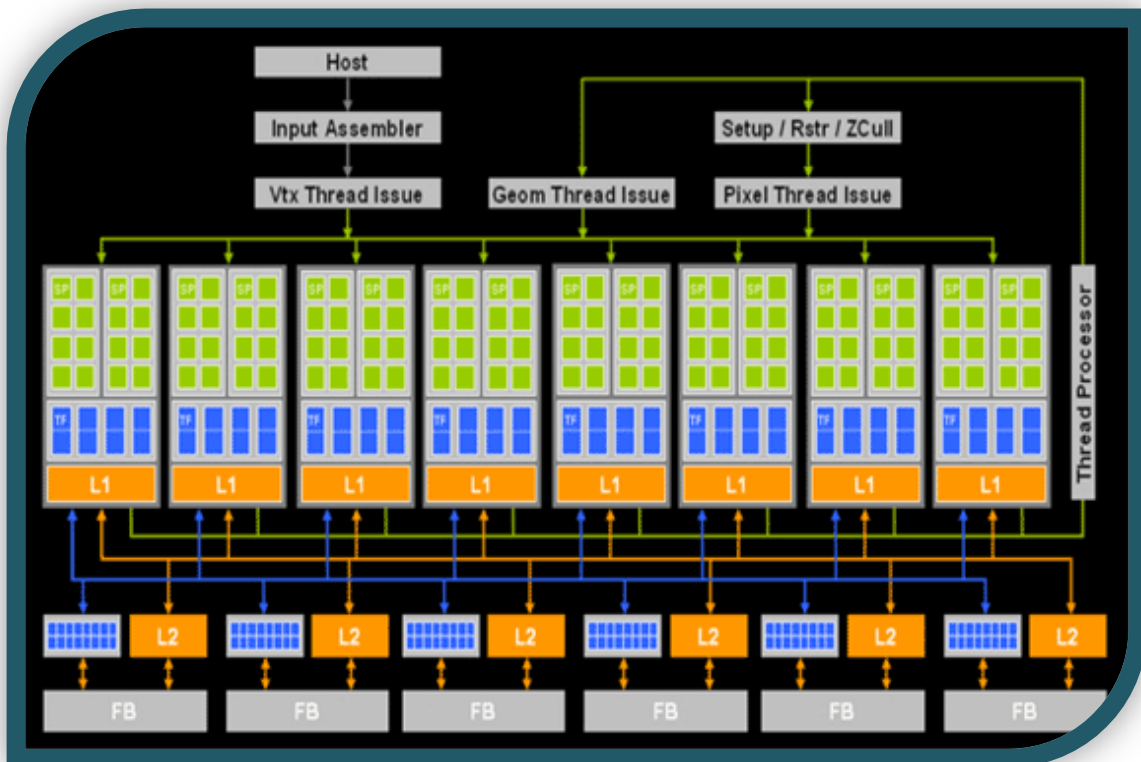 Host
Input Assembler
Setup / Rstr / ZCull
Vtx Thread Issue
Geom Thread Issue
Pixel Thread Issue
SP SP SP SP SP SP SP SP SP SP SP SP SP SP SP SP
Thread Processor
TF TF TF TF TF TF TF TF
L1 L1 L1 L1 L1 L1 L1 L1
L2 L2 L2 L2 L2 L2
FB FB FB FB FB FB